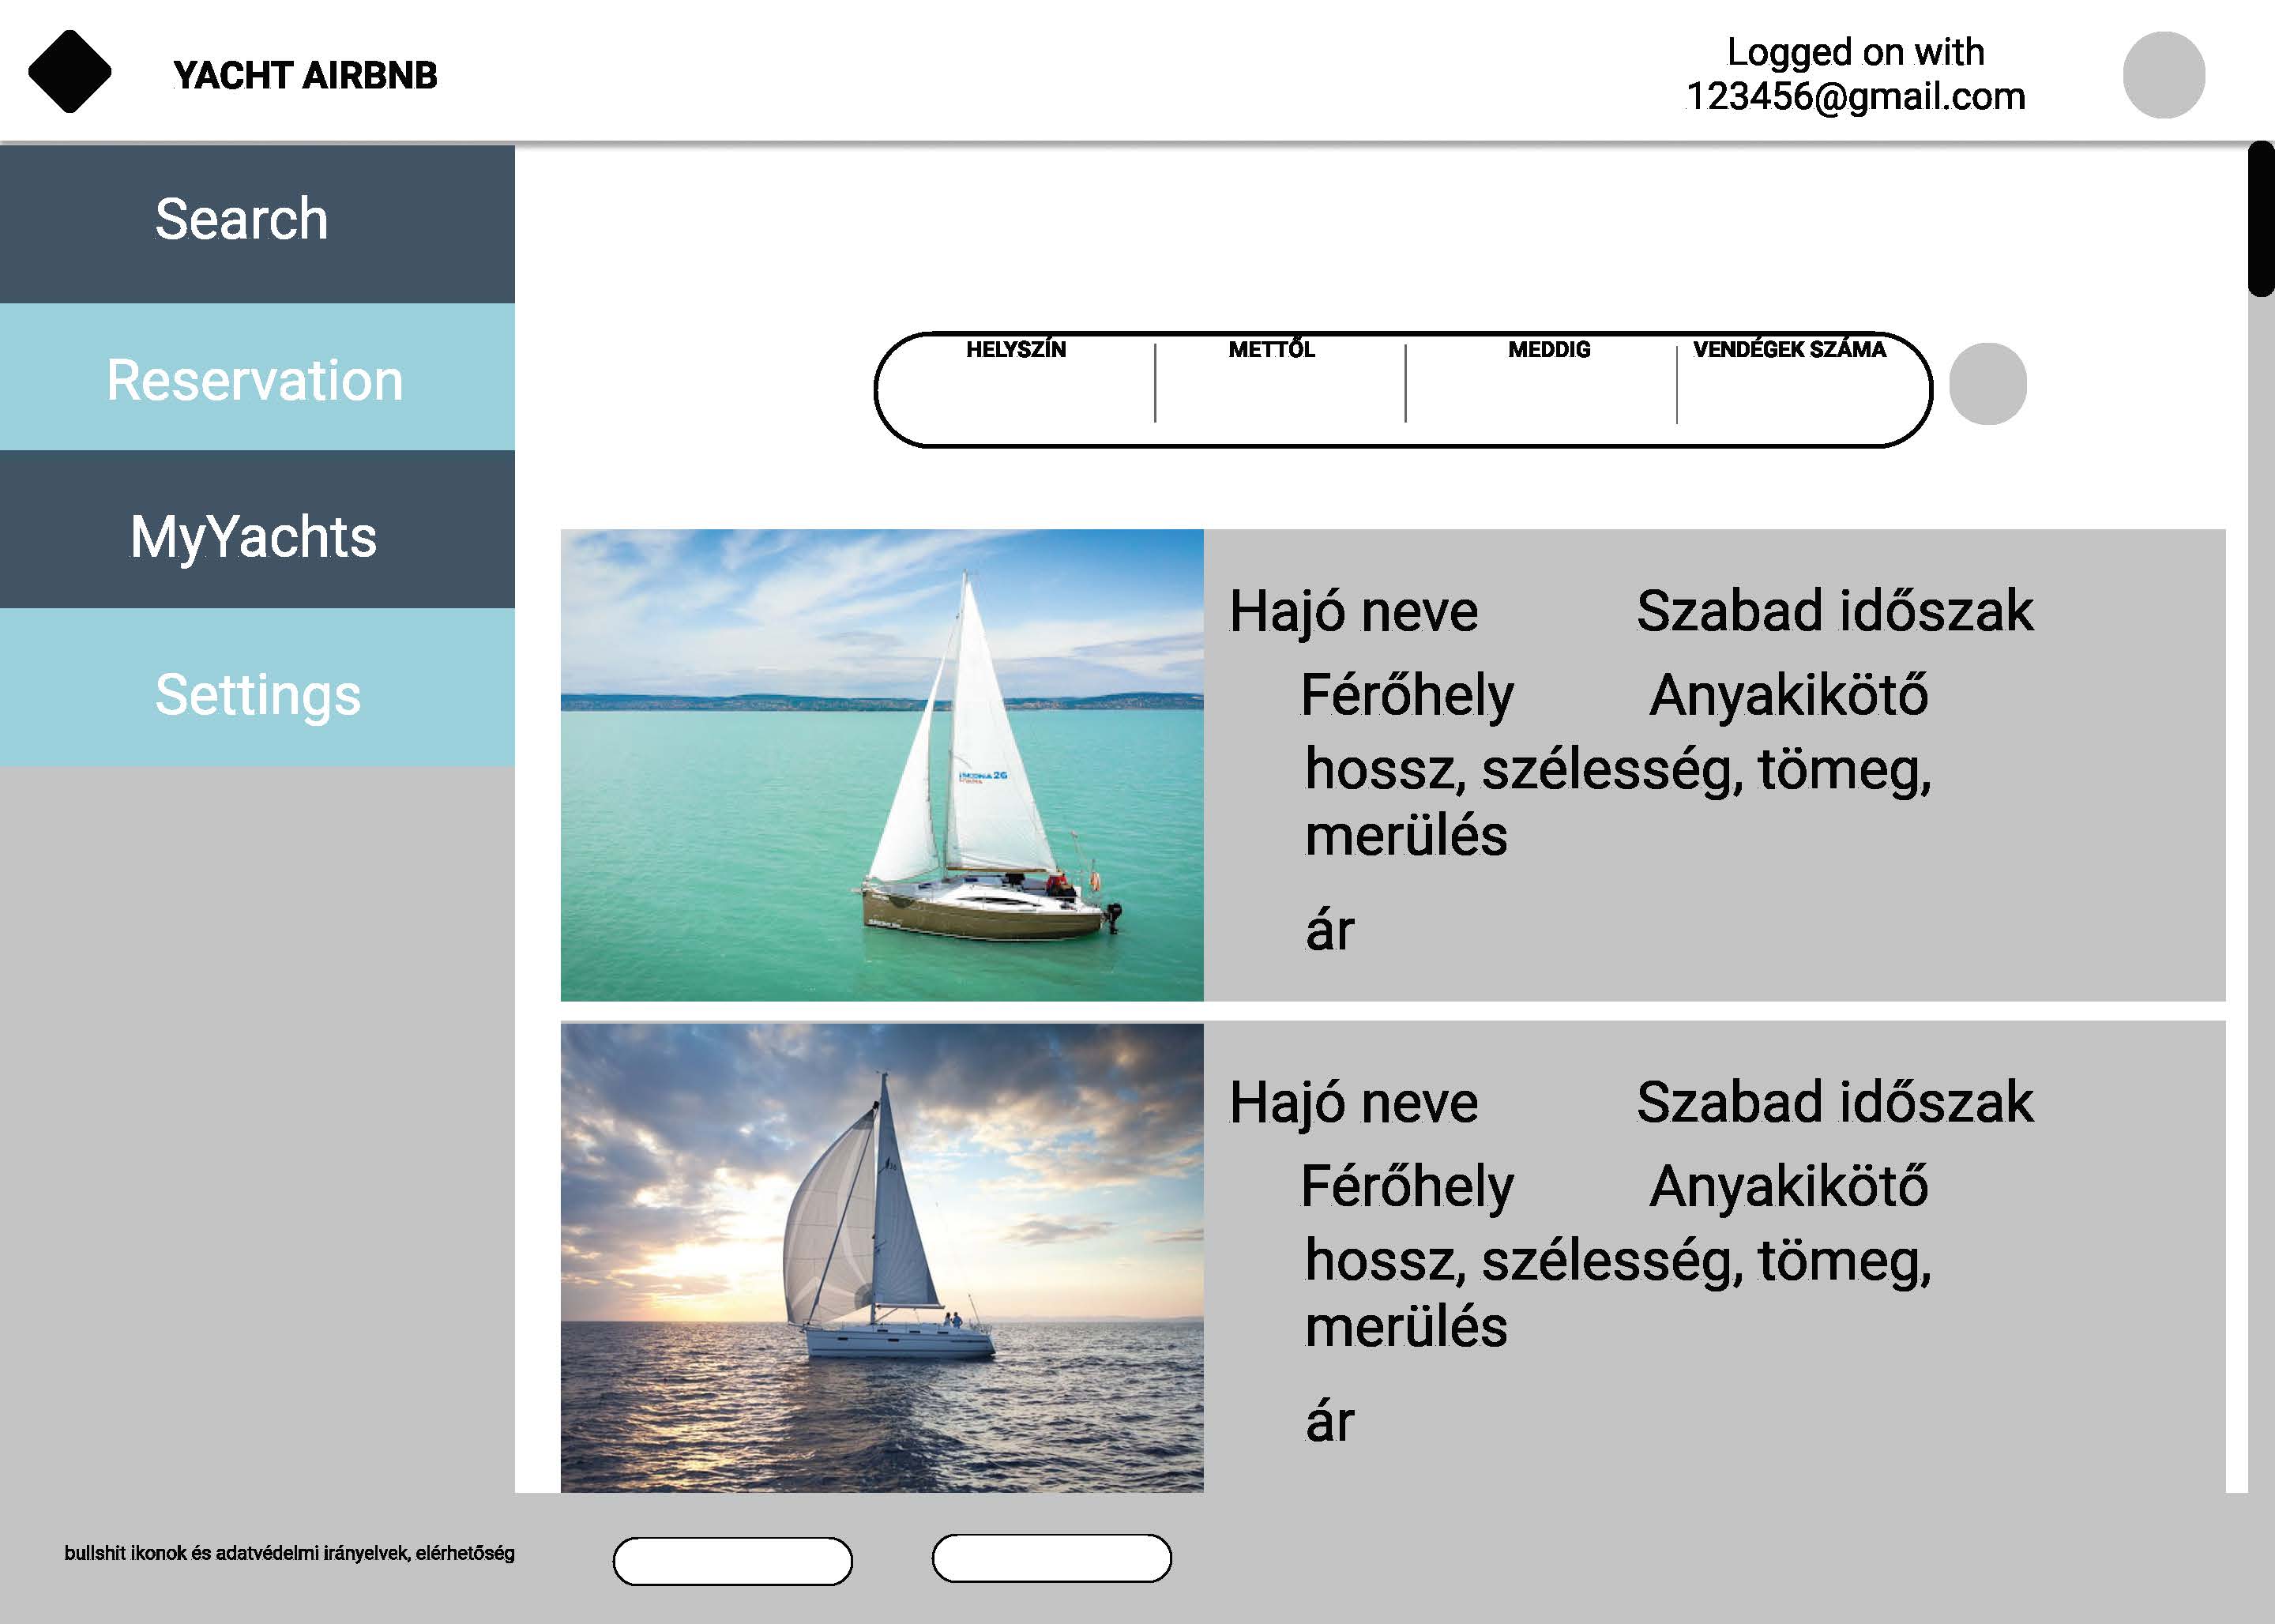 YACHT AIRBNB
Logged on with
123456@gmail.com
Search
Reservation
MyYachts
Settings
HELYSZÍN
METTŐL
MEDDIG
VENDÉGEK SZÁMA
Hajó neve
Szabad időszak
Férőhely
Anyakikötő
hossz, szélesség, tömeg,
merülés
ár
Hajó neve
Szabad időszak
Férőhely
Anyakikötő
hossz, szélesség, tömeg,
merülés
ár
bullshit ikonok és adatvédelmi irányelvek, elérhetőség